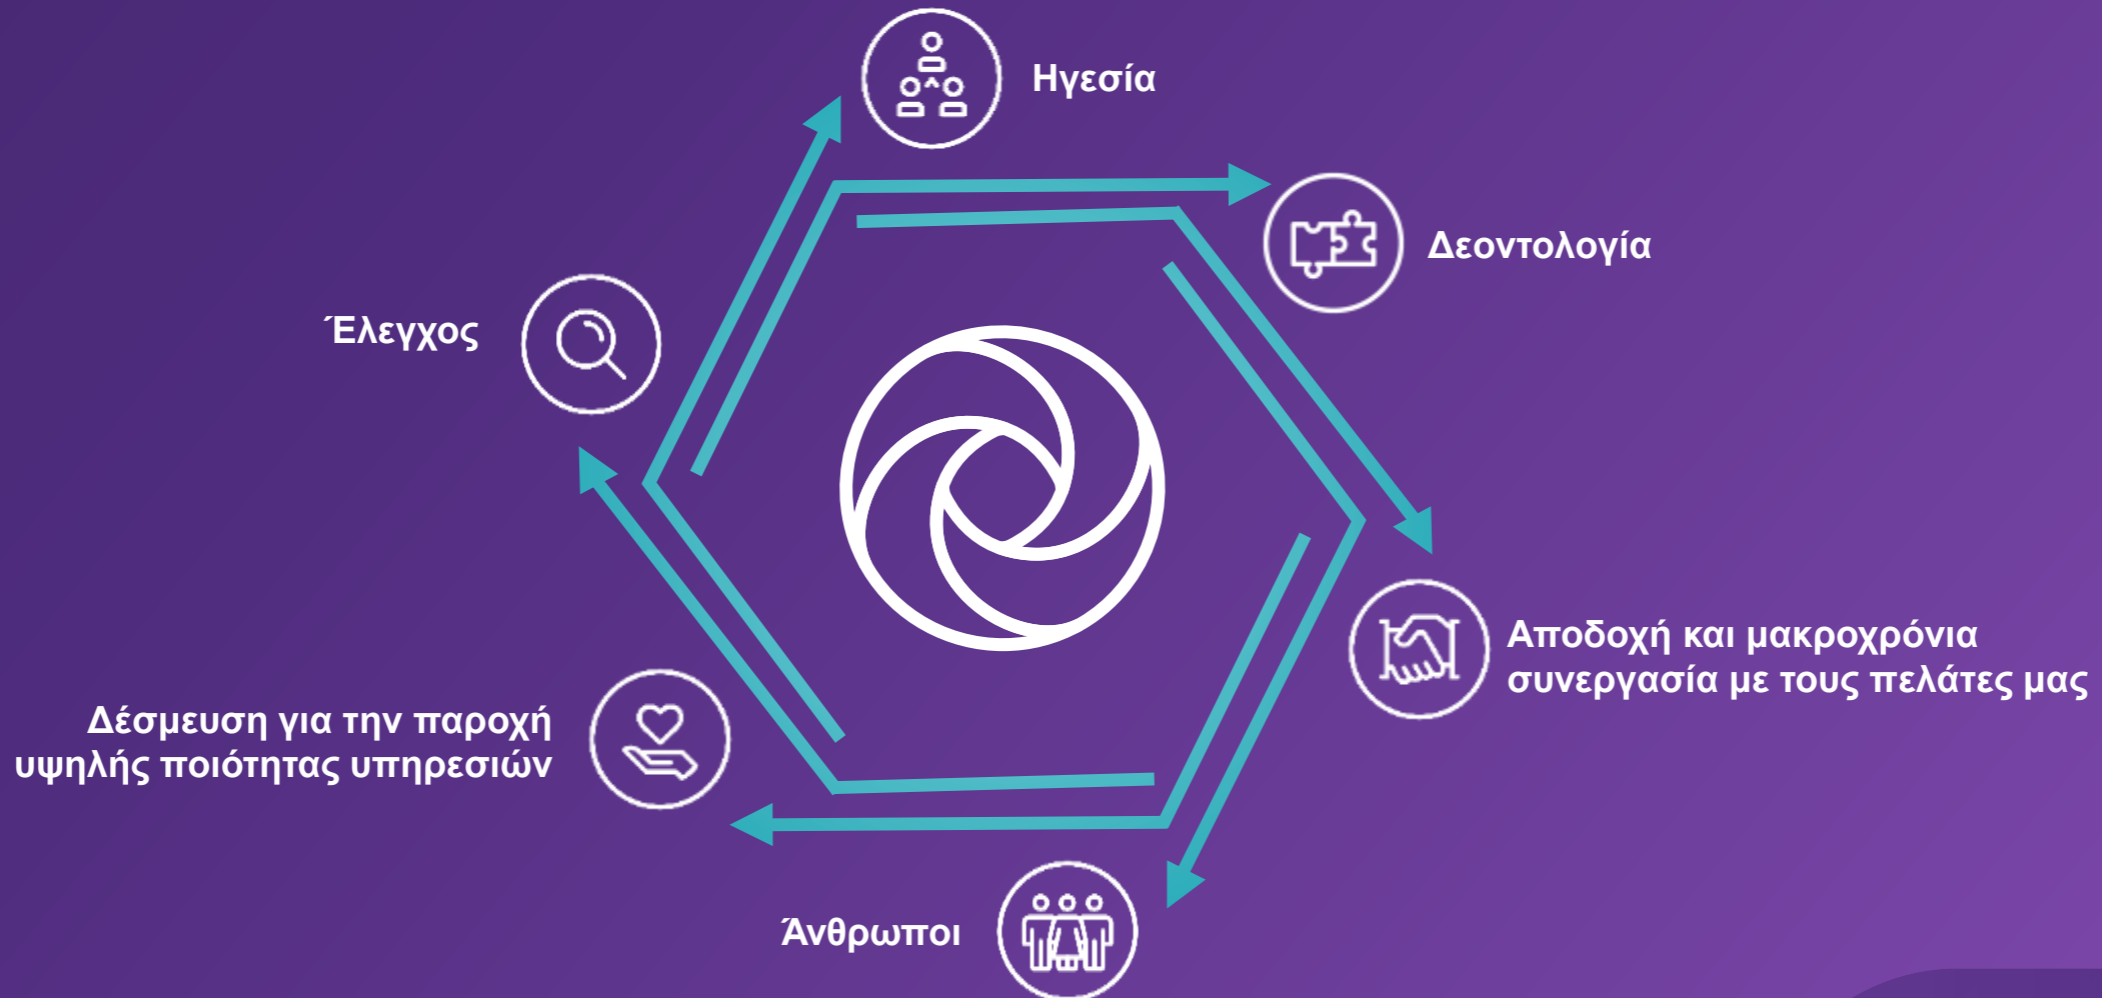 Ηγεσία
Δεοντολογία
Έλεγχος
Αποδοχή και μακροχρόνια
συνεργασία με τους πελάτες μας
Δέσμευση για την παροχή
υψηλής ποιότητας υπηρεσιών
Άνθρωποι